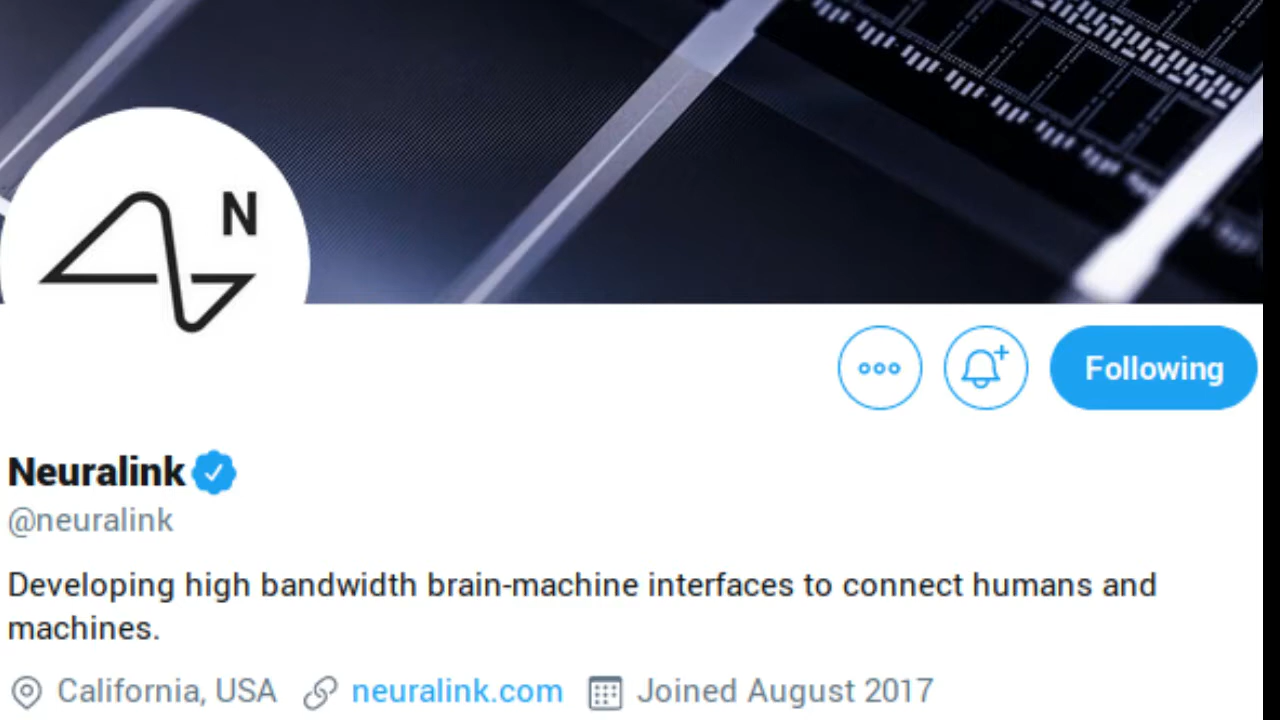 N
Following
Neuralink
@neuralink
Developing high bandwidth brain-machine interfaces to connect humans and
machines.
California, USA neuralink.com Joined August 2017